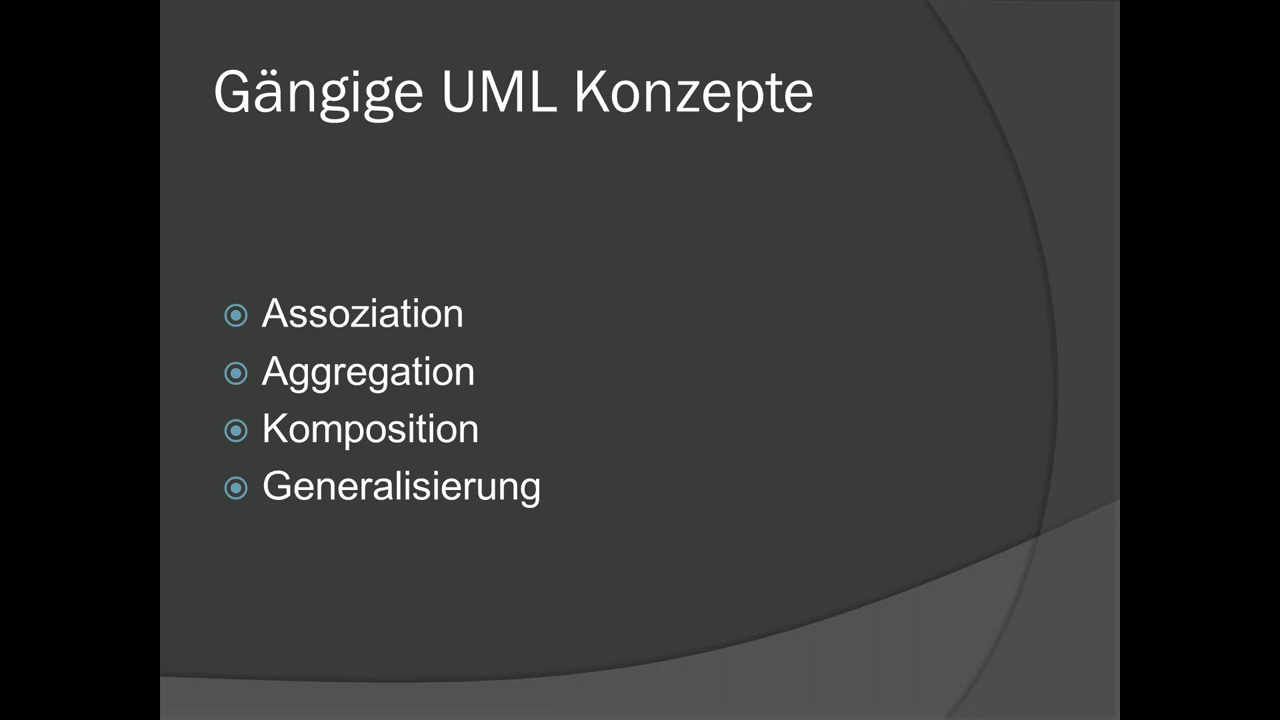 Gängige UML Konzepte
Assoziation
Aggregation
Komposition
Generalisierung